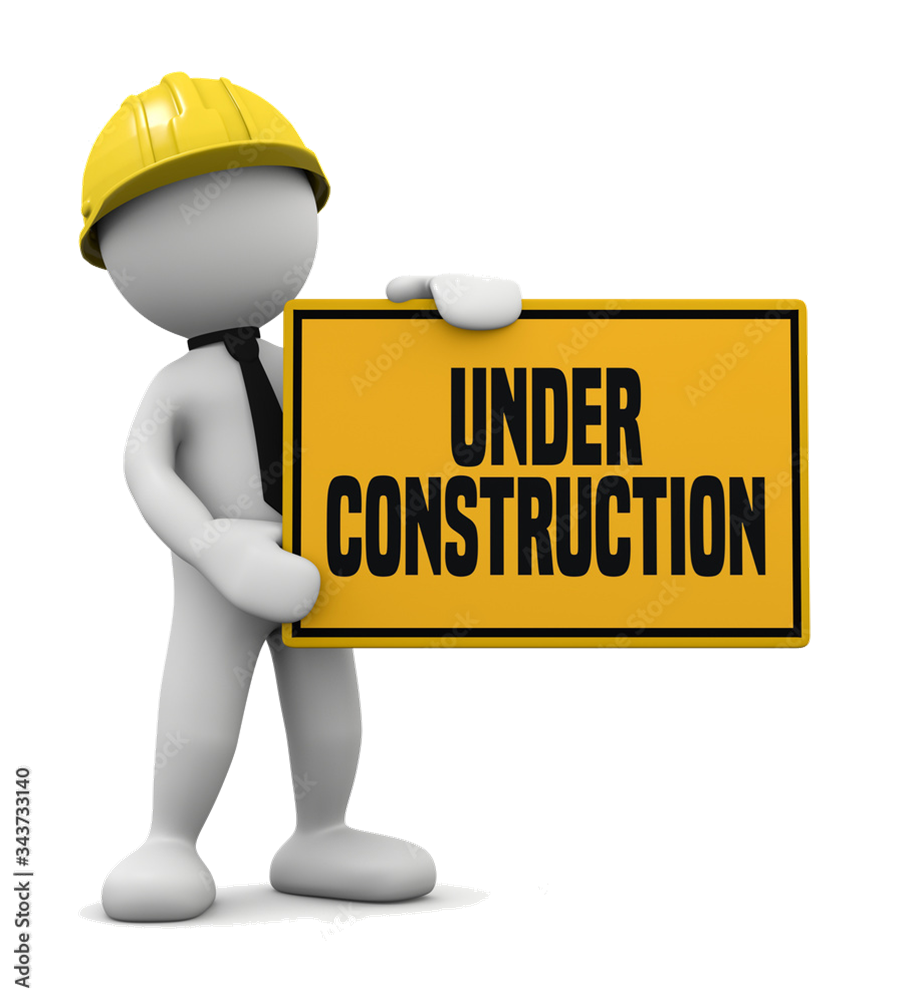 UNDER
CONSTRUCTION
Adobe Stock | #343733140